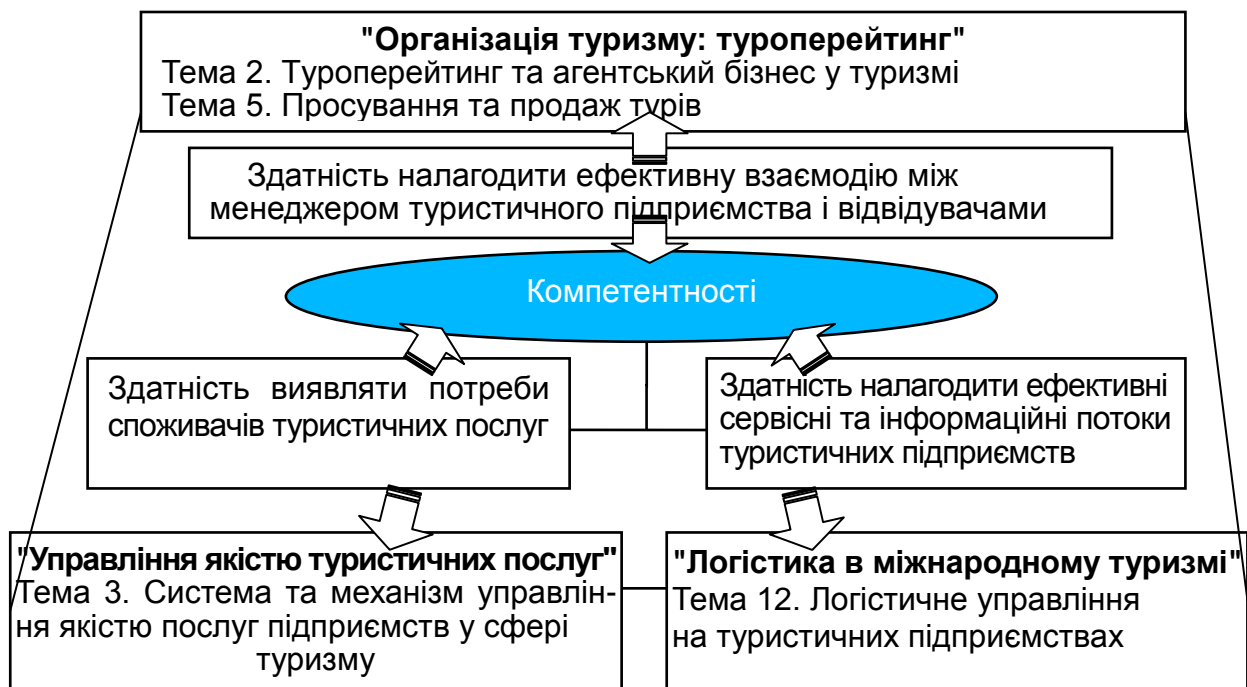 "Організація туризму: туроперейтинг"
Тема 2. Туроперейтинг та агентський бізнес у туризмі
Тема 5. Просування та продаж турів
Здатність налагодити ефективну взаємодію між
менеджером туристичного підприємства і відвідувачами
Компетентності
Здатність виявляти потреби
споживачів туристичних послуг
Здатність налагодити ефективні
сервісні та інформаційні потоки
туристичних підприємств
"Управління якістю туристичних послуг"
Тема 3. Система та механізм управлін-
ня якістю послуг підприємств у сфері
туризму
"Логістика в міжнародному туризмі"
Тема 12. Логістичне управління
на туристичних підприємствах